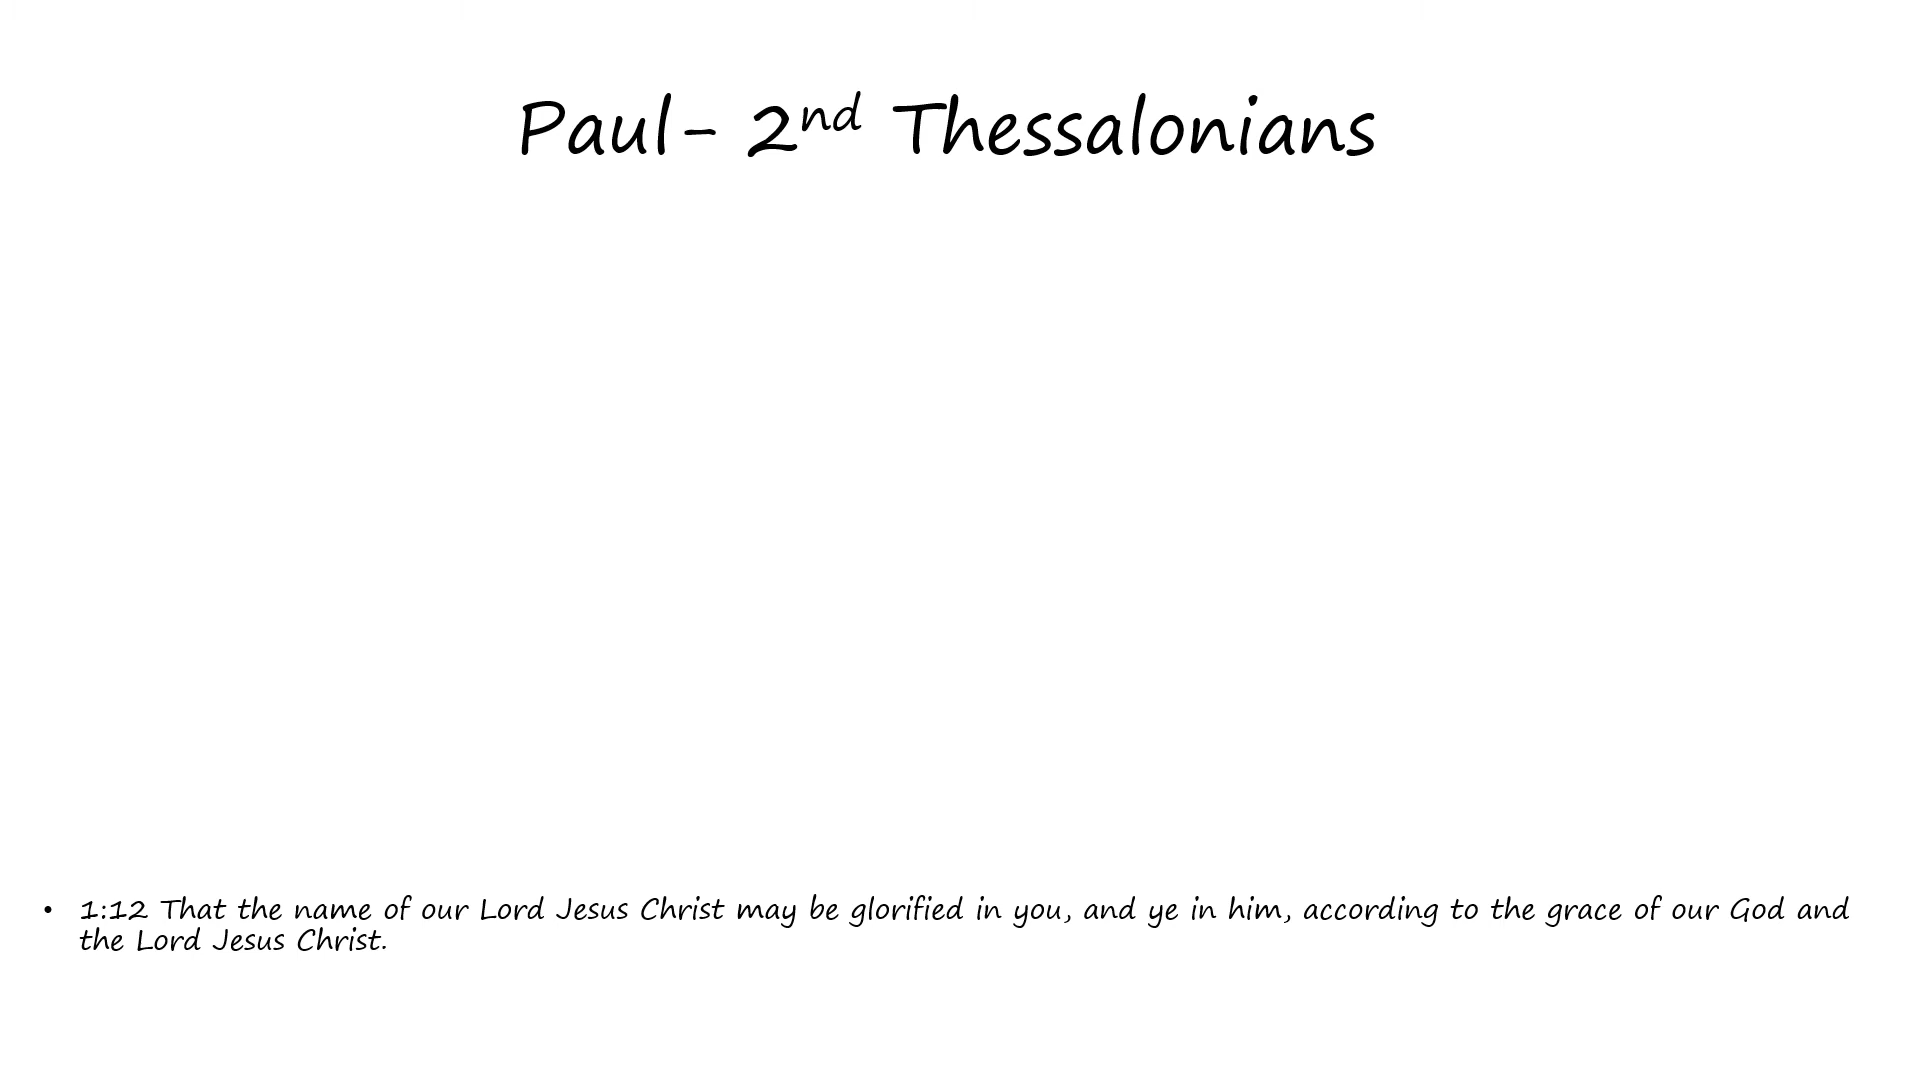 Paul- 2nd Thessalonians
• 1:12 That the name of our Lord Jesus Christ may be glorified in you, and ye in him, according to the grace of our God and
the Lord Jesus Christ.